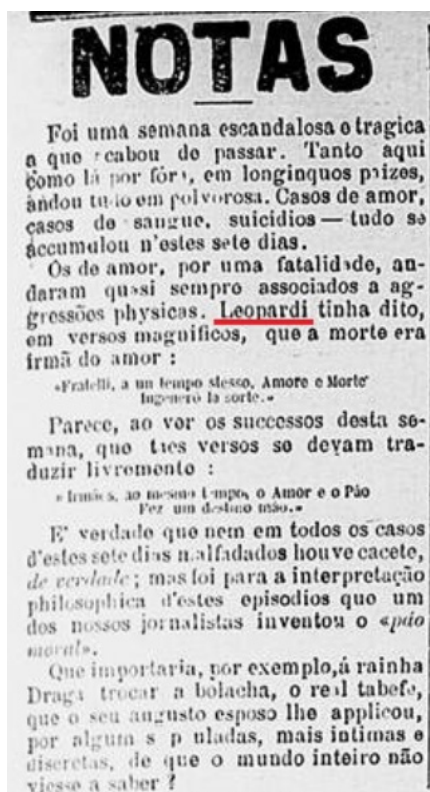 NOTAS
Foi uma semana escandalosa e tragica
a que acabou de passar. Tanto aqui
como lá por fóra, em longinquos paizes,
andou tudo em polvorosa. Casos de amor,
casos de sangue, suicidios — tudo se
accumulou n'estes sete dias.
Os de amor, por uma fatalidade, an-
daram quasi sempre associados a ag-
gressões physicas. Leopardi tinha dito,
em versos magnificos, que a morte era
irmã do amor :
«Fratelli, a un tempo stesso, Amore e Morte
Ingeneró la sorte.»
Parece, ao ver os successos desta se-
mana, que taes versos se devam tra-
duzir livremente :
«Irmãos, ao mesmo tempo, o Amor e o Páo
Fez um destino máo.»
E' verdade que nem em todos os casos
d'estes sete dias malfadados houve cacete,
de verdade ; mas foi para a interpretação
philosophica d'estes episodios que um
dos nossos jornalistas inventou o «páo
moral».
Que importaria, por exemplo, á rainha
Draga trocar a bolacha, o real tabefe,
que o seu augusto esposo lhe applicou,
por algum s p uladas, mais intimas e
discretas, de que o mundo inteiro não
viesse a saber ?